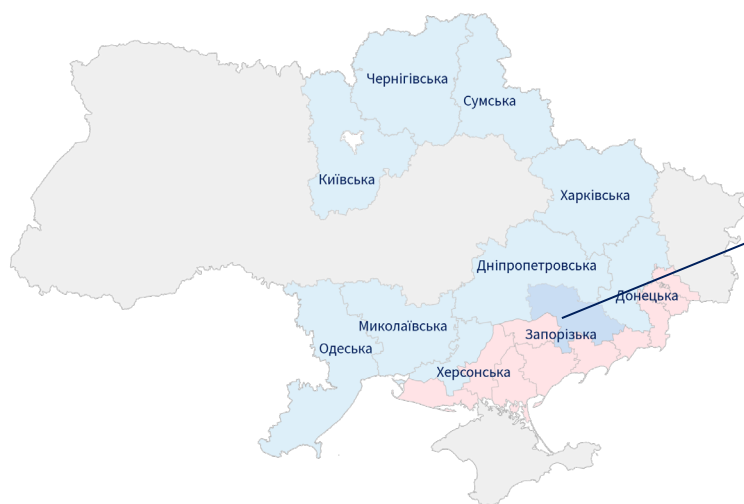 Чернігівська
Сумська
Київська
Харківська
Дніпропетровська
Донецька
Миколаївська
Запорізька
Одеська
Херсонська